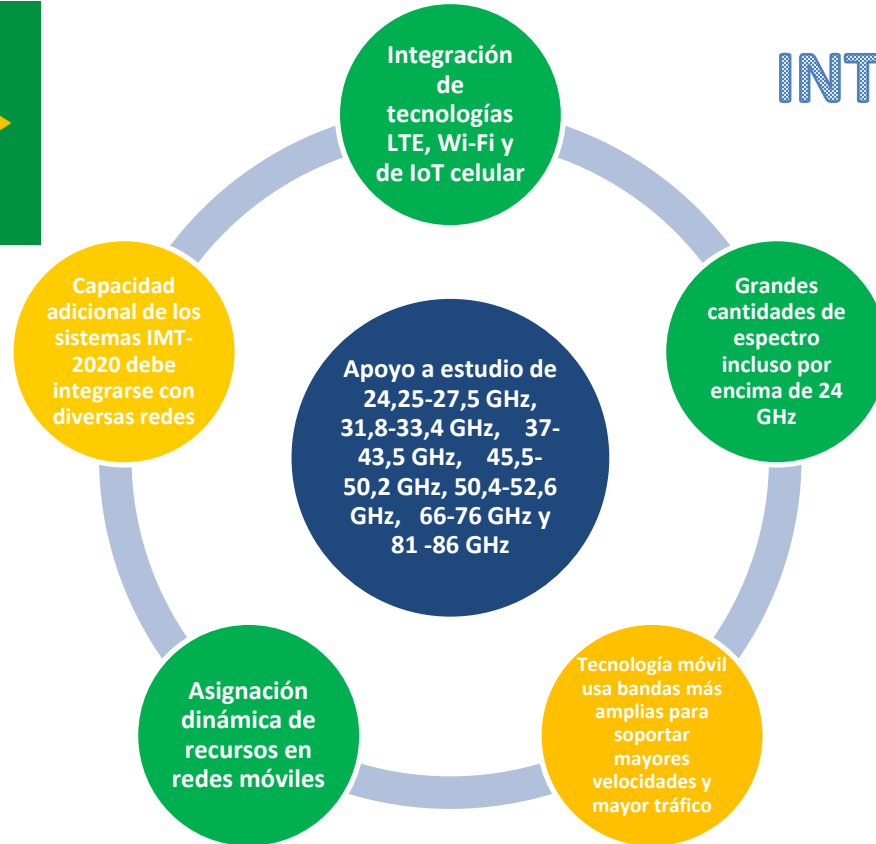 INT
Integración
de
tecnologías
LTE, Wi-Fi y
de IoT celular
Grandes
cantidades de
espectro
incluso por
encima de 24
GHz
Tecnología móvil
usa bandas más
amplias para
soportar
mayores
velocidades y
mayor tráfico
Asignación
dinámica de
recursos en
redes móviles
Capacidad
adicional de los
sistemas IMT-
2020 debe
integrarse con
diversas redes
Apoyo a estudio de
24,25-27,5 GHz,
31,8-33,4 GHz, 37-
43,5 GHz, 45,5-
50,2 GHz, 50,4-52,6
GHz, 66-76 GHz y
81 -86 GHz